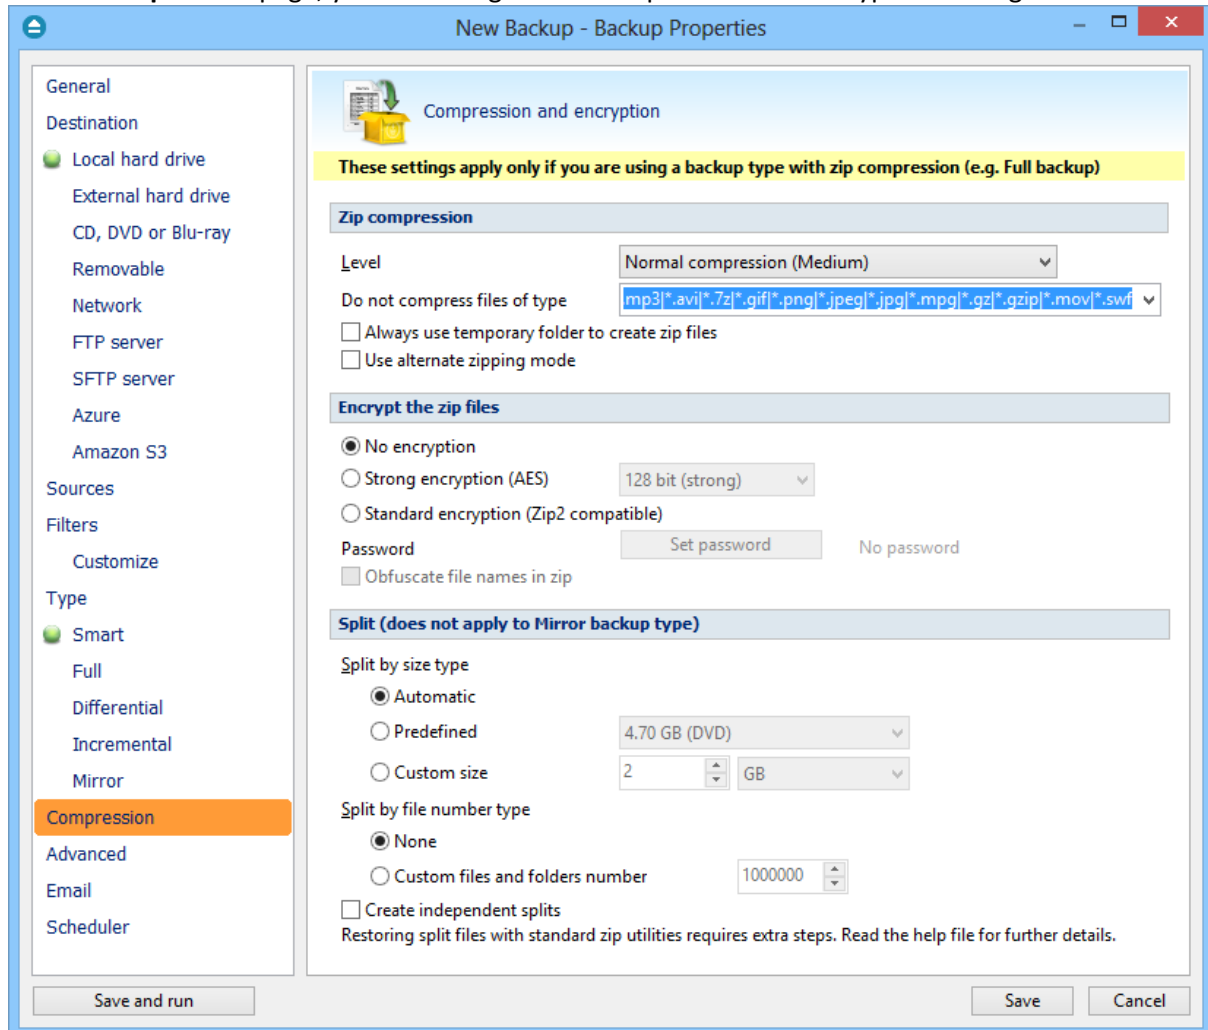 New Backup - Backup Properties
General
Destination
Local hard drive
External hard drive
CD, DVD or Blu-ray
Removable
Network
FTP server
SFTP server
Azure
Amazon S3
Sources
Filters
Customize
Type
Smart
Full
Differential
Incremental
Mirror
Compression
Advanced
Email
Scheduler
Compression and encryption
These settings apply only if you are using a backup type with zip compression (e.g. Full backup)
Zip compression
Level Normal compression (Medium)
Do not compress files of type mp3|*.avi|*.7z|*.gif|*.png|*.jpeg|*.jpg|*.mpg|*.gz|*.gzip|*.mov|*.swf
Always use temporary folder to create zip files
Use alternate zipping mode
Encrypt the zip files
No encryption
Strong encryption (AES) 128 bit (strong)
Standard encryption (Zip2 compatible)
Password Set password No password
Obfuscate file names in zip
Split (does not apply to Mirror backup type)
Split by size type
Automatic
Predefined 4.70 GB (DVD)
Custom size 2 GB
Split by file number type
None
Custom files and folders number 1000000
Create independent splits
Restoring split files with standard zip utilities requires extra steps. Read the help file for further details.
Save and run Save Cancel